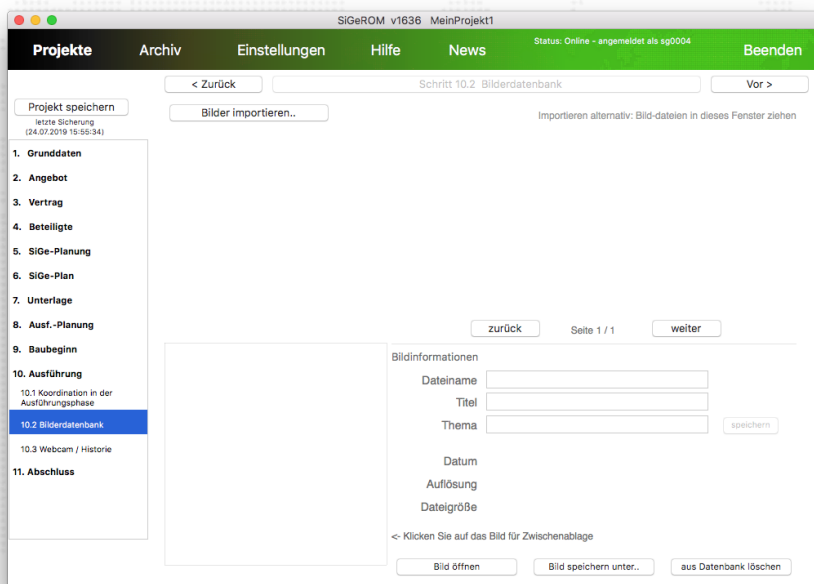 SiGeROM v1636 MeinProjekt1
Projekte Archiv Einstellungen Hilfe News Status: Online - angemeldet als sg0004 Beenden
< Zurück Schritt 10.2 Bilderdatenbank Vor >
Projekt speichern
letzte Sicherung
(24.07.2019 15:55:34)
Bilder importieren.. Importieren alternativ: Bild-dateien in dieses Fenster ziehen
1. Grunddaten
2. Angebot
3. Vertrag
4. Beteiligte
5. SiGe-Planung
6. SiGe-Plan
7. Unterlage
8. Ausf.-Planung
9. Baubeginn
10. Ausführung
10.1 Koordination in der
Ausführungsphase
10.2 Bilderdatenbank
10.3 Webcam / Historie
11. Abschluss
zurück Seite 1 / 1 weiter
Bildinformationen
Dateiname
Titel
Thema speichern
Datum
Auflösung
Dateigröße
<- Klicken Sie auf das Bild für Zwischenablage
Bild öffnen Bild speichern unter.. aus Datenbank löschen